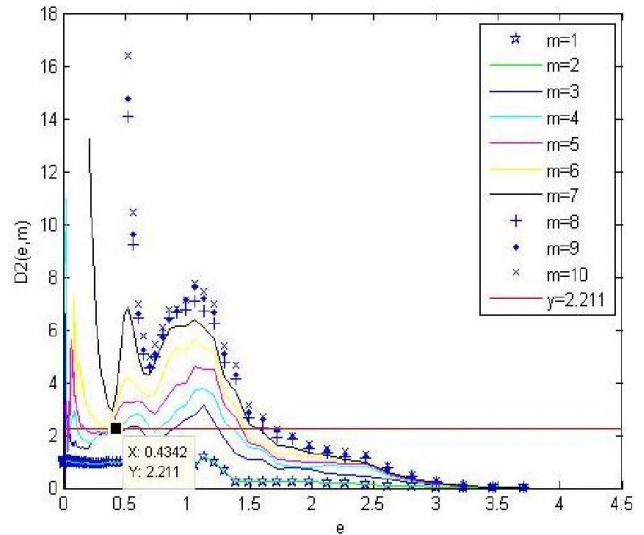 18
16
14
12
10
8
6
4
2
0
D2(e,m)
m=1
m=2
m=3
m=4
m=5
m=6
m=7
m=8
m=9
m=10
y=2.211
X: 0.4342
Y: 2.211
0 0.5 1 1.5 2 2.5 3 3.5 4 4.5
e